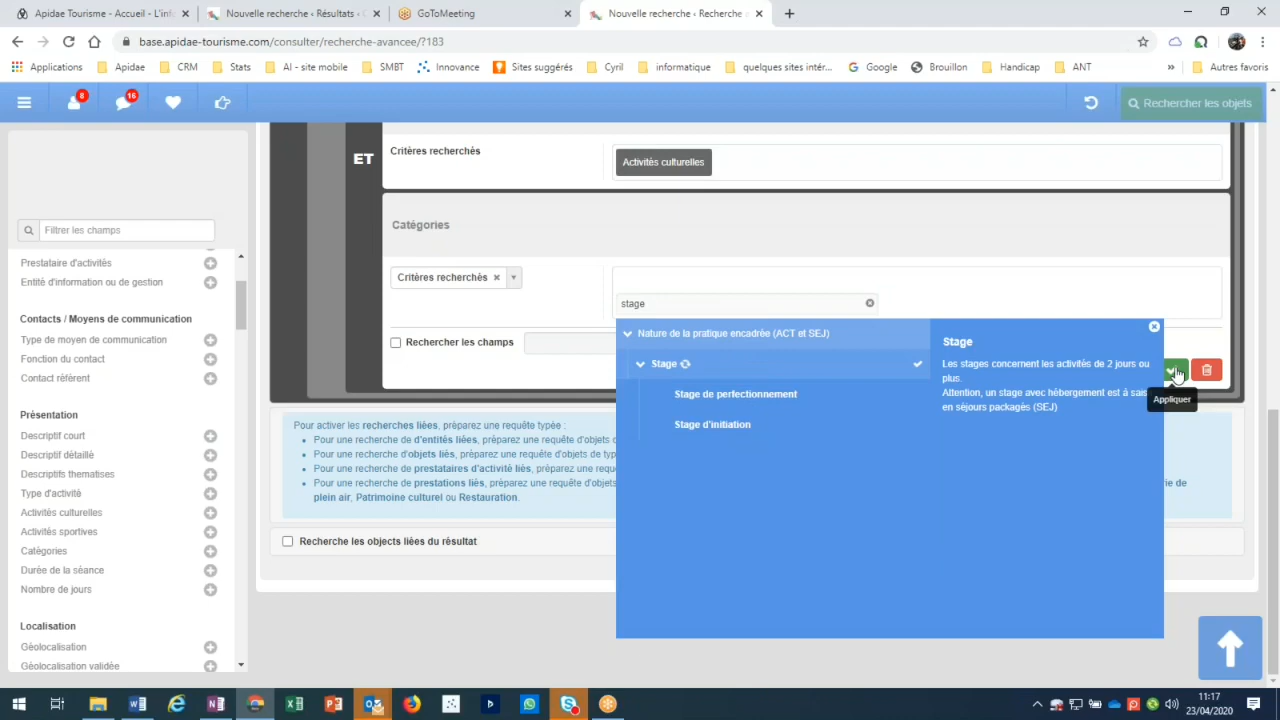 Apidae Tourisme - Accueil - L'inf
Nouvelle recherche ‹ Résultats ‹ C
GoToMeeting
Nouvelle recherche ‹ Recherche a
base.apidae-tourisme.com/consulter/recherche-avancee/?183
Applications Apidae CRM Stats AI - site mobile SMBT Innovance Sites suggérés Cyril informatique quelques sites intér... Google Brouillon Handicap ANT » Autres favoris
8 16 Rechercher les objets
ET
Critères recherchés
Activités culturelles
Catégories
Critères recherchés
stage
Rechercher les champs
Nature de la pratique encadrée (ACT et SEJ)
Stage
Stage de perfectionnement
Stage d'initiation
Stage
Les stages concernent les activités de 2 jours ou
plus.
Attention, un stage avec hébergement est à sais
en séjours packagés (SEJ)
Appliquer
Pour activer les recherches liées, préparez une requête typée :
Pour une recherche de d'entités liées, préparez une requête d'objets d
Pour une recherche d'objets liés, préparez une requête d'objets de typ
Pour une recherche de prestataires d'activité liés, préparez une requ
Pour une recherche de prestations liés, préparez une requête d'objets
rie de
plein air, Patrimoine culturel ou Restauration.
Recherche les objects liées du résultat
Filtrer les champs
Prestataire d'activités
Entité d'information ou de gestion
Contacts / Moyens de communication
Type de moyen de communication
Fonction du contact
Contact référent
Présentation
Descriptif court
Descriptif détaillé
Descriptifs thematises
Type d'activité
Activités culturelles
Activités sportives
Catégories
Durée de la séance
Nombre de jours
Localisation
Géolocalisation
Géolocalisation validée
11:17
23/04/2020